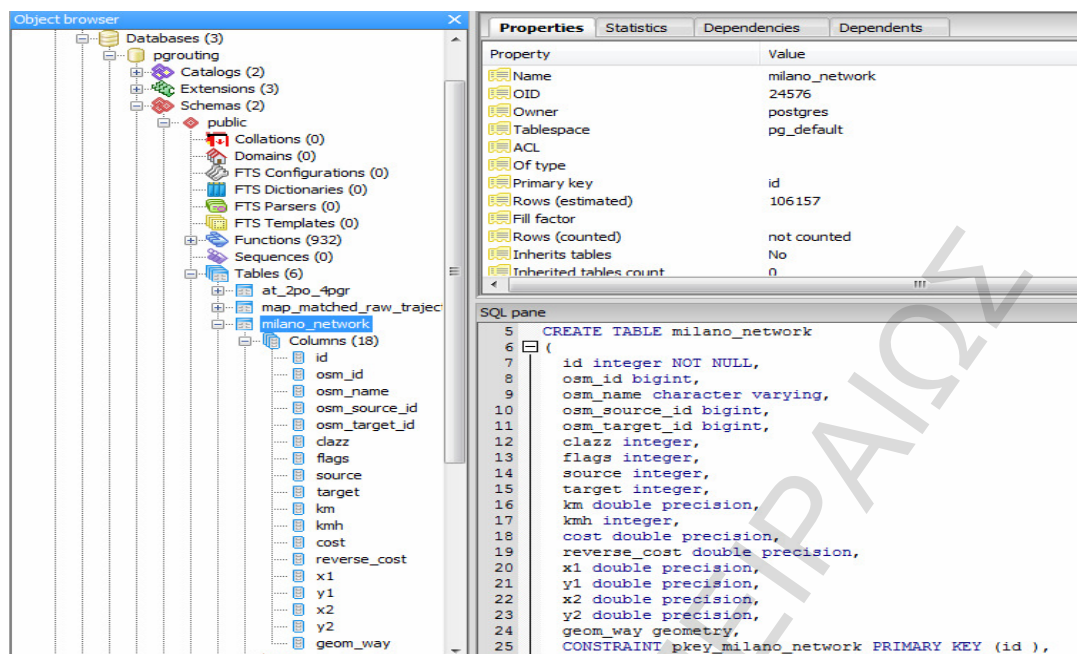 Object browser
Databases (3)
pgrouting
Catalogs (2)
Extensions (3)
Schemas (2)
public
Collations (0)
Domains (0)
FTS Configurations (0)
FTS Dictionaries (0)
FTS Parsers (0)
FTS Templates (0)
Functions (932)
Sequences (0)
Tables (6)
at_2po_4pgr
map_matched_raw_traject
milano_network
Columns (18)
id
osm_id
osm_name
osm_source_id
osm_target_id
clazz
flags
source
target
km
kmh
cost
reverse_cost
x1
y1
x2
y2
geom_way
Properties Statistics Dependencies Dependents
Property Value
Name milano_network
OID 24576
Owner postgres
Tablespace pg_default
ACL
Of type
Primary key id
Rows (estimated) 106157
Fill factor
Rows (counted) not counted
Inherits tables No
Inherited tables count 0
SQL pane
5 CREATE TABLE milano_network
6 (
7 id integer NOT NULL,
8 osm_id bigint,
9 osm_name character varying,
10 osm_source_id bigint,
11 osm_target_id bigint,
12 clazz integer,
13 flags integer,
14 source integer,
15 target integer,
16 km double precision,
17 kmh integer,
18 cost double precision,
19 reverse_cost double precision,
20 x1 double precision,
21 y1 double precision,
22 x2 double precision,
23 y2 double precision,
24 geom_way geometry,
25 CONSTRAINT pkey_milano_network PRIMARY KEY (id ),
ΕΙΡΑΙΩΣ